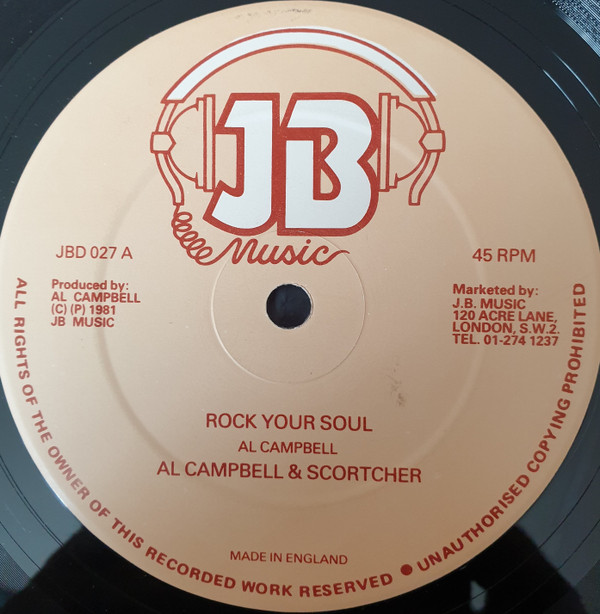 JB
Music
JBD 027 A
45 RPM
Produced by:
AL CAMPBELL
(C) (P) 1981
JB MUSIC
Marketed by:
J.B. MUSIC
120 ACRE LANE,
LONDON, S.W.2.
TEL. 01-274 1237
ROCK YOUR SOUL
AL CAMPBELL
AL CAMPBELL & SCORTCHER
MADE IN ENGLAND
ALL RIGHTS OF THE OWNER OF THIS RECORDED WORK RESERVED ● UNAUTHORISED COPYING PROHIBITED